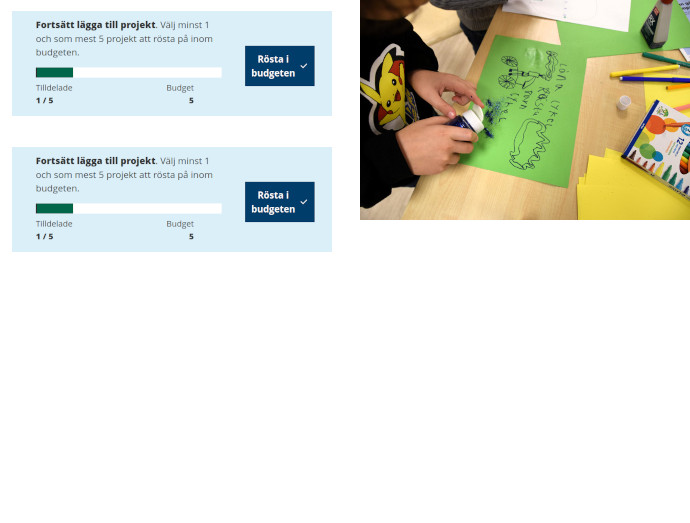 Fortsätt lägga till projekt. Välj minst 1
och som mest 5 projekt att rösta på inom
budgeten.
Tilldelade
1 / 5
Budget
5
Rösta i
budgeten
Fortsätt lägga till projekt. Välj minst 1
och som mest 5 projekt att rösta på inom
budgeten.
Tilldelade
1 / 5
Budget
5
Rösta i
budgeten
12